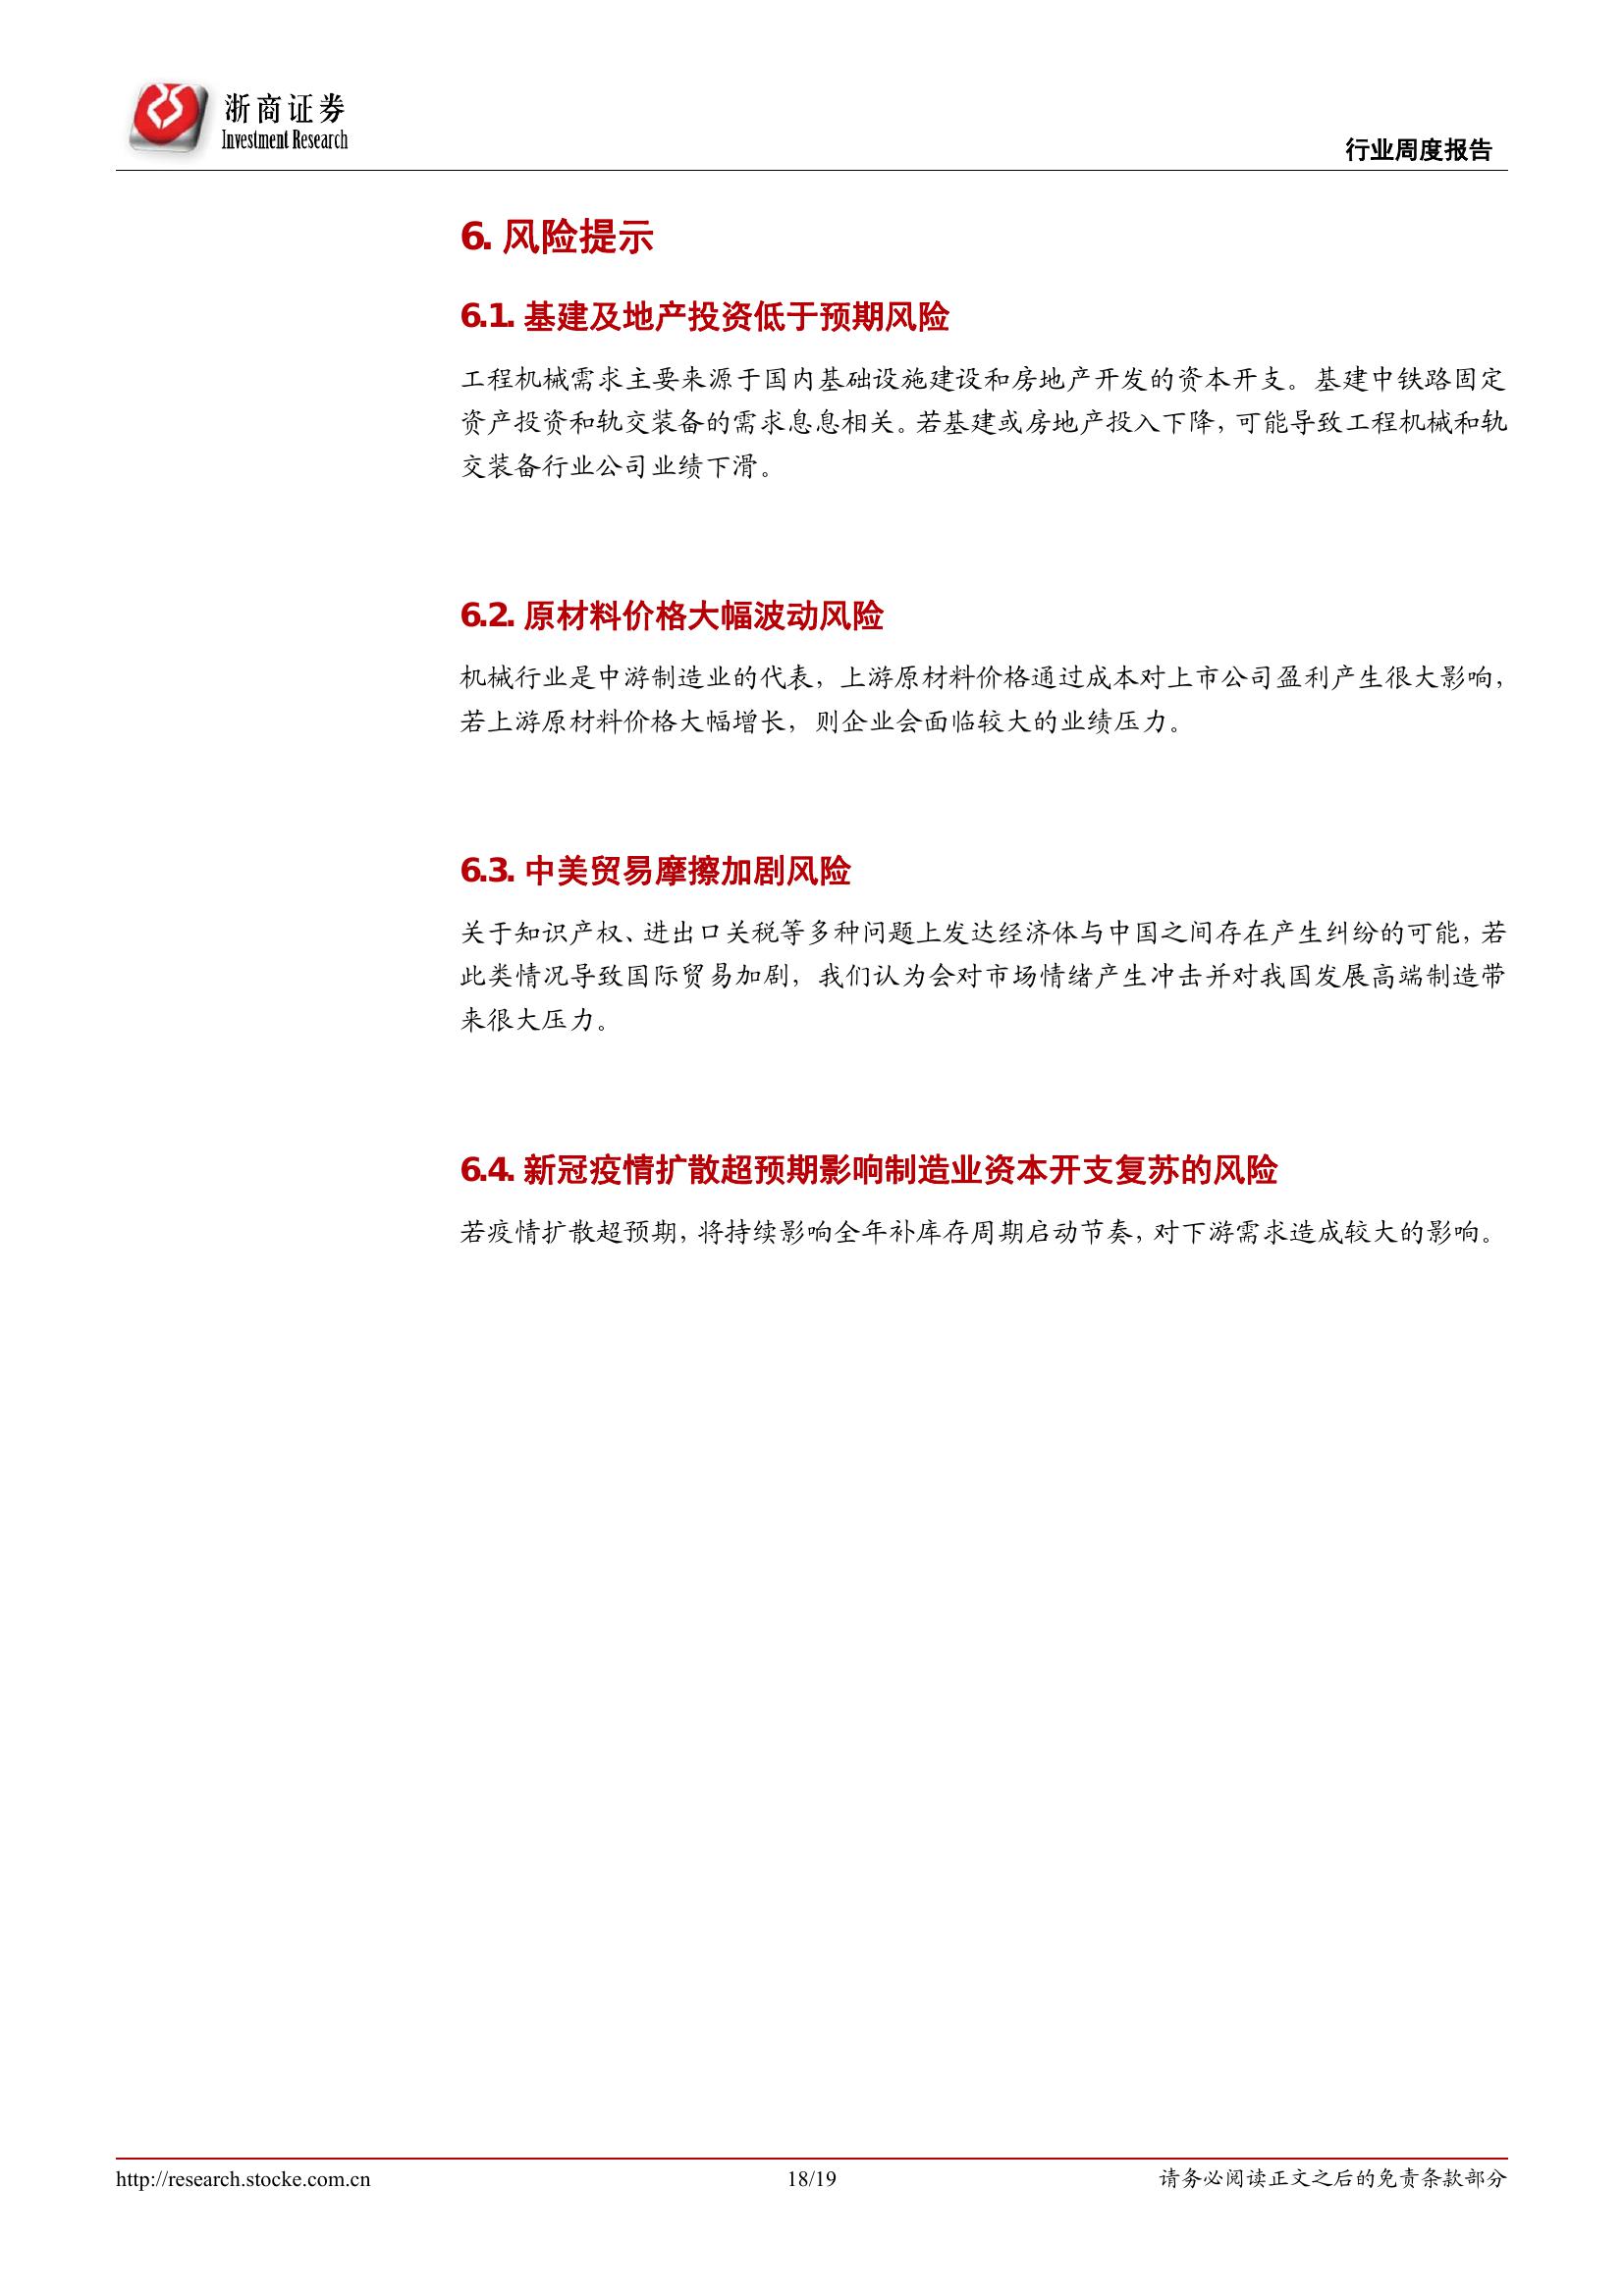 浙商证券
Investment Research
行业周度报告
6. 风险提示
6.1. 基建及地产投资低于预期风险
工程机械需求主要来源于国内基础设施建设和房地产开发的资本开支。基建中铁路固定
资产投资和轨交装备的需求息息相关。若基建或房地产投入下降，可能导致工程机械和轨
交装备行业公司业绩下滑。
6.2. 原材料价格大幅波动风险
机械行业是中游制造业的代表，上游原材料价格通过成本对上市公司盈利产生很大影响，
若上游原材料价格大幅增长，则企业会面临较大的业绩压力。
6.3. 中美贸易摩擦加剧风险
关于知识产权、进出口关税等多种问题上发达经济体与中国之间存在产生纠纷的可能，若
此类情况导致国际贸易加剧，我们认为会对市场情绪产生冲击并对我国发展高端制造带
来很大压力。
6.4. 新冠疫情扩散超预期影响制造业资本开支复苏的风险
若疫情扩散超预期，将持续影响全年补库存周期启动节奏，对下游需求造成较大的影响。
http://research.stocke.com.cn
18/19
请务必阅读正文之后的免责条款部分